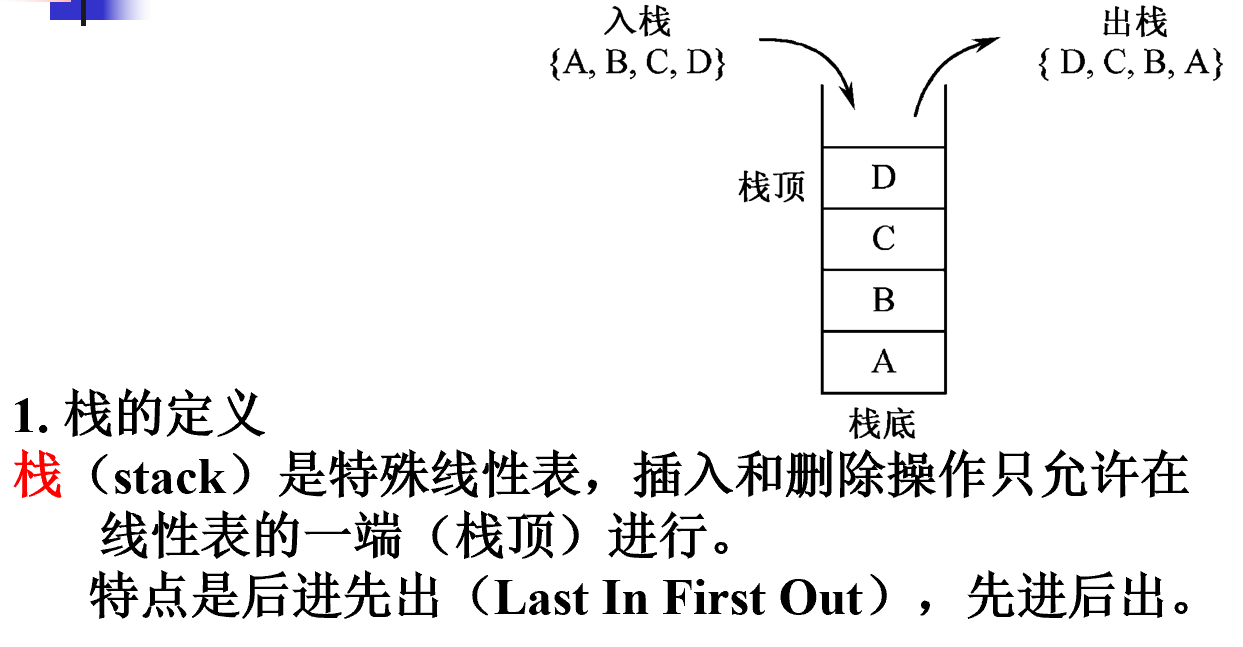 入栈
{A, B, C, D}
出栈
{ D, C, B, A}
栈顶
D
C
B
A
栈底
1. 栈的定义
栈（stack）是特殊线性表，插入和删除操作只允许在
线性表的一端（栈顶）进行。
特点是后进先出（Last In First Out），先进后出。